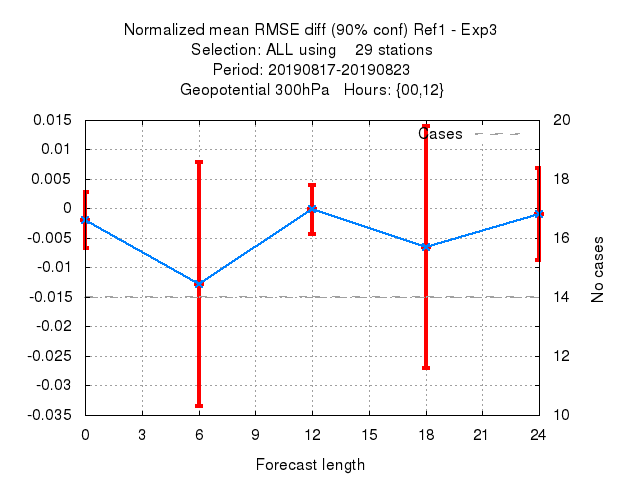 Normalized mean RMSE diff (90% conf) Ref1 - Exp3
Selection: ALL using    29 stations
Period: 20190817-20190823
Geopotential 300hPa   Hours: {00,12}
Cases
0.015
0.01
0.005
0
-0.005
-0.01
-0.015
-0.02
-0.025
-0.03
-0.035
20
18
16
14
12
10
No cases
0 3 6 9 12 15 18 21 24
Forecast length